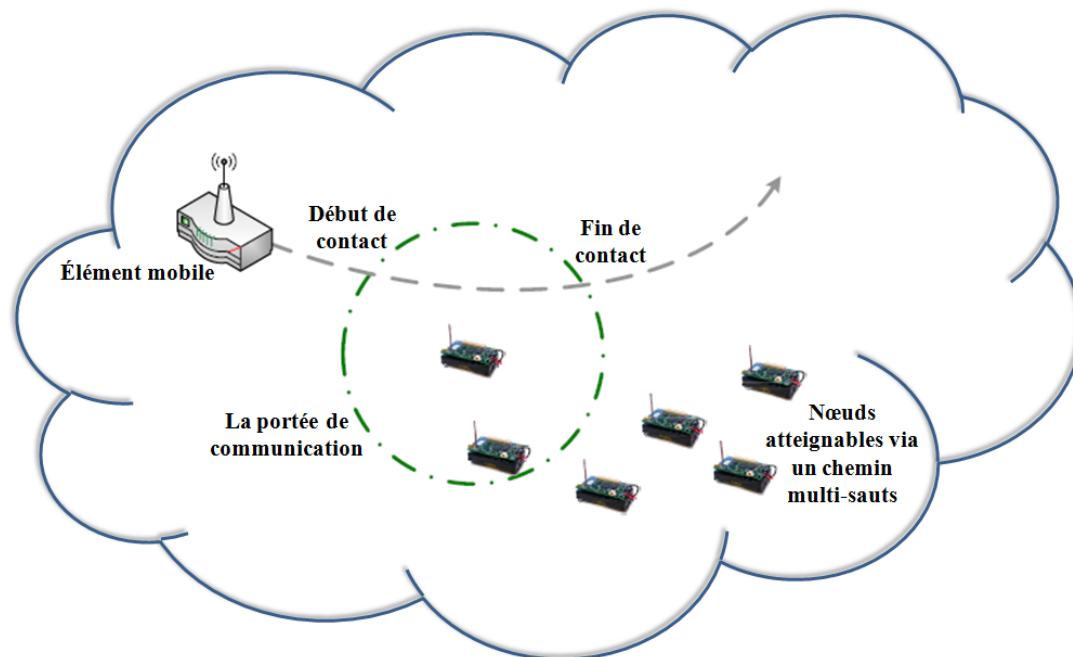 Début de
contact
Fin de
contact
Élément mobile
La portée de
communication
Nœuds
atteignables via
un chemin
multi-sauts